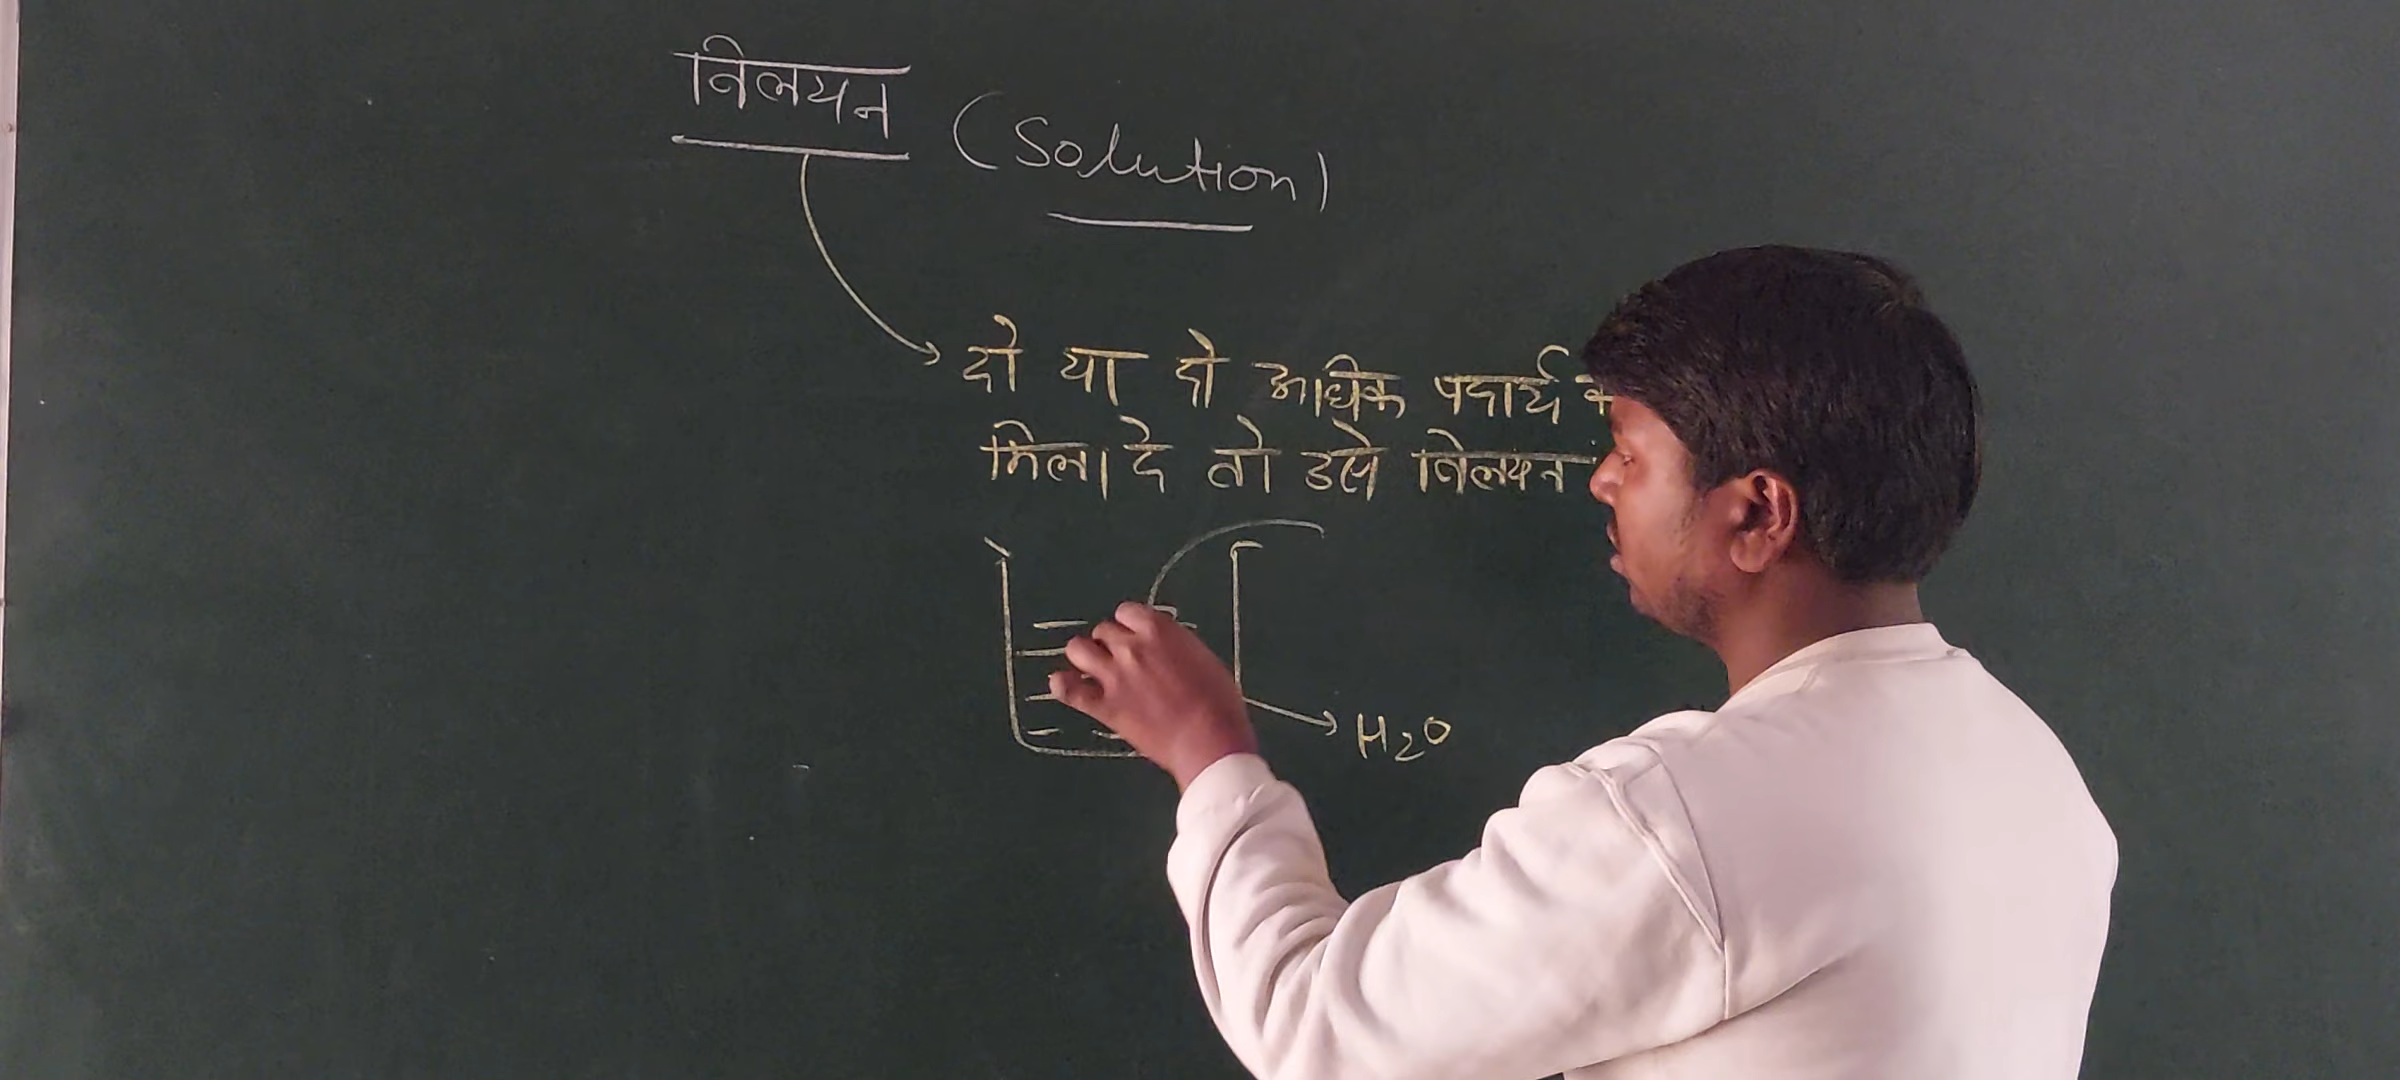 निलयन (Solution)
दो या दो अधिक पदार्थ
मिला दे तो उसे निलयन
H2O